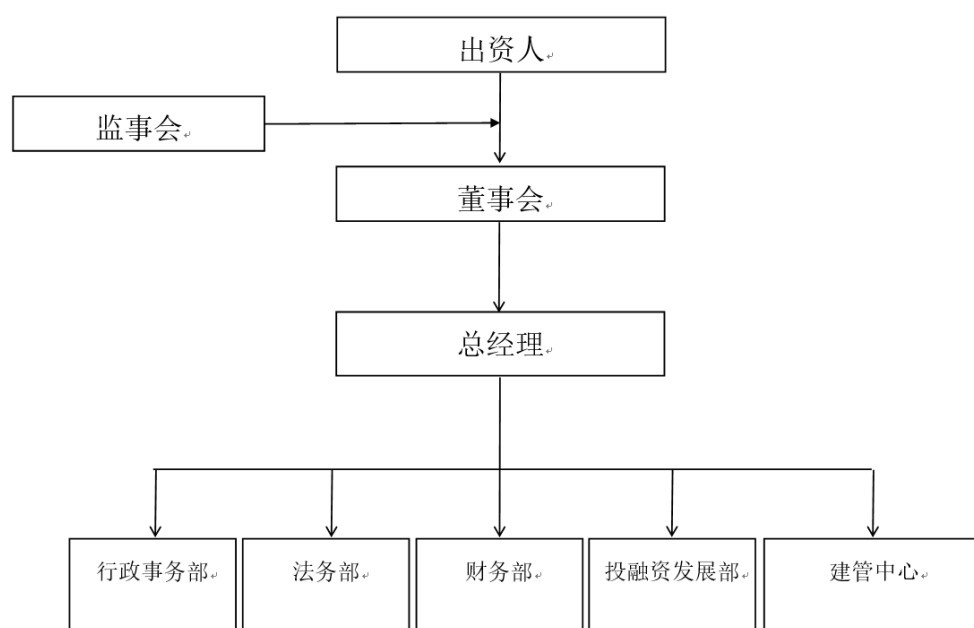 出资人
监事会
董事会
总经理
行政事务部
法务部
财务部
投融资发展部
建管中心